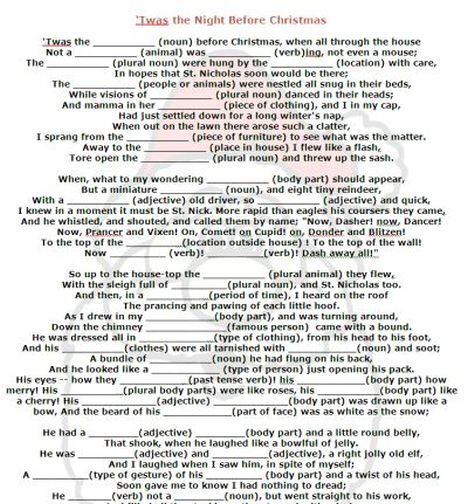 'Twas the Night Before Christmas
'Twas the ____________ (noun) before Christmas, when all through the house
Not a ____________ (animal) was __________ (verb)ing, not even a mouse;
The __________ (plural noun) were hung by the ____________ (location) with care,
In hopes that St. Nicholas soon would be there;
The __________ (people or animals) were nestled all snug in their beds,
While visions of ____________ (plural noun) danced in their heads;
And mamma in her __________ (piece of clothing), and I in my cap,
Had just settled down for a long winter's nap,
When out on the lawn there arose such a clatter,
I sprang from the ____________ (piece of furniture) to see what was the matter.
Away to the ____________ (place in house) I flew like a flash,
Tore open the ____________ (plural noun) and threw up the sash.
When, what to my wondering ____________ (body part) should appear,
But a miniature __________ (noun), and eight tiny reindeer,
With a ____________ (adjective) old driver, so __________ (adjective) and quick,
I knew in a moment it must be St. Nick. More rapid than eagles his coursers they came,
And he whistled, and shouted, and called them by name; "Now, Dasher! now, Dancer!
Now, Prancer and Vixen! On, Comet! on Cupid! on, Donder and Blitzen!
To the top of the __________(location outside house) ! To the top of the wall!
Now __________ (verb)! __________(verb)! Dash away all!"
So up to the house-top the ____________ (plural animal) they flew,
With the sleigh full of __________(plural noun), and St. Nicholas too.
And then, in a ____________(period of time), I heard on the roof
The prancing and pawing of each little hoof.
As I drew in my ____________(body part), and was turning around,
Down the chimney ______________(famous person) came with a bound.
He was dressed all in ____________(type of clothing), from his head to his foot,
And his __________(clothes) were all tarnished with ____________(noun) and soot;
A bundle of __________(noun) he had flung on his back,
And he looked like a __________ (type of person) just opening his pack.
His eyes -- how they ____________(past tense verb)! his ____________(body part) how
merry! His __________(plural body parts) were like roses, his __________(body part) like
a cherry! His __________(adjective) __________(body part) was drawn up like a
bow, And the beard of his __________(part of face) was as white as the snow;
He had a __________(adjective) __________(body part) and a little round belly,
That shook, when he laughed like a bowlful of jelly.
He was __________(adjective) and __________(adjective), a right jolly old elf,
And I laughed when I saw him, in spite of myself;
A __________(type of gesture) of his __________ (body part) and a twist of his head,
Soon gave me to know I had nothing to dread;
He ________(verb) not a ________ (noun), but went straight to his work,